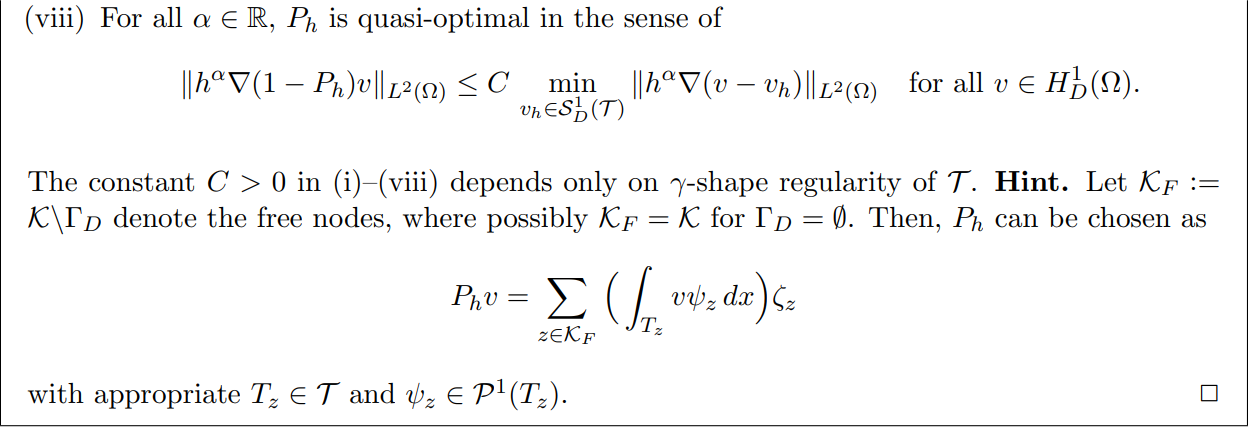 (viii) For all α ∈ ℝ, P_h is quasi-optimal in the sense of
‖h^α∇(1 − P_h)v‖_{L²(Ω)} ≤ C min_{v_h∈𝒮¹_D(𝒯)} ‖h^α∇(v − v_h)‖_{L²(Ω)} for all v ∈ H¹_D(Ω).
The constant C > 0 in (i)–(viii) depends only on γ-shape regularity of 𝒯. Hint. Let 𝒦_F :=
𝒦\Γ_D denote the free nodes, where possibly 𝒦_F = 𝒦 for Γ_D = ∅. Then, P_h can be chosen as
P_h v = ∑_{z∈𝒦_F} (∫_{T_z} vψ_z dx)ζ_z
with appropriate T_z ∈ 𝒯 and ψ_z ∈ 𝒫¹(T_z). □